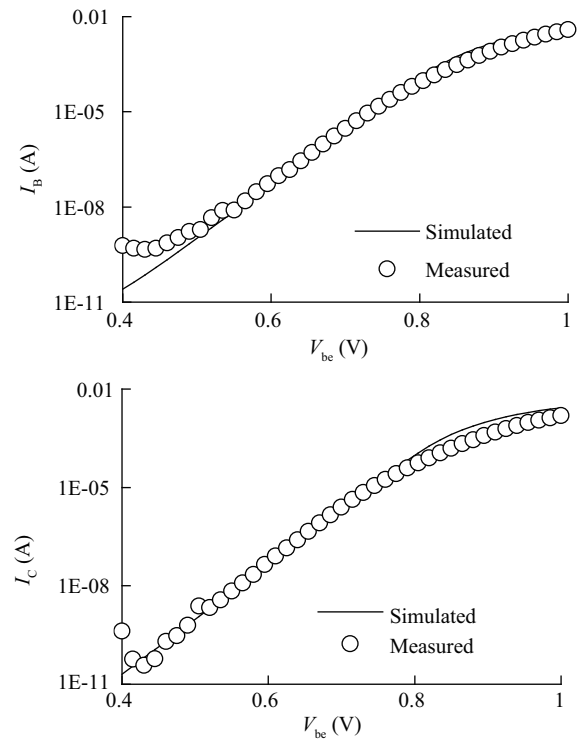 0.01
1E-05
1E-08
1E-11
I_B (A)
Simulated
Measured
0.4
0.6
0.8
1
V_be (V)
0.01
1E-05
1E-08
1E-11
I_C (A)
Simulated
Measured
0.4
0.6
0.8
1
V_be (V)